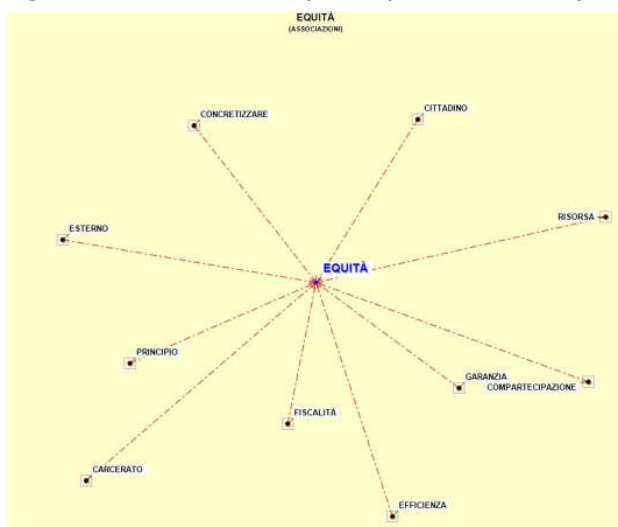 EQUITÀ
(ASSOCIAZIONI)
CONCRETIZZARE
CITTADINO
RISORSA
ESTERNO
EQUITÀ
PRINCIPIO
GARANZIA
COMPARTECIPAZIONE
FISCALITÀ
CARCERATO
EFFICIENZA